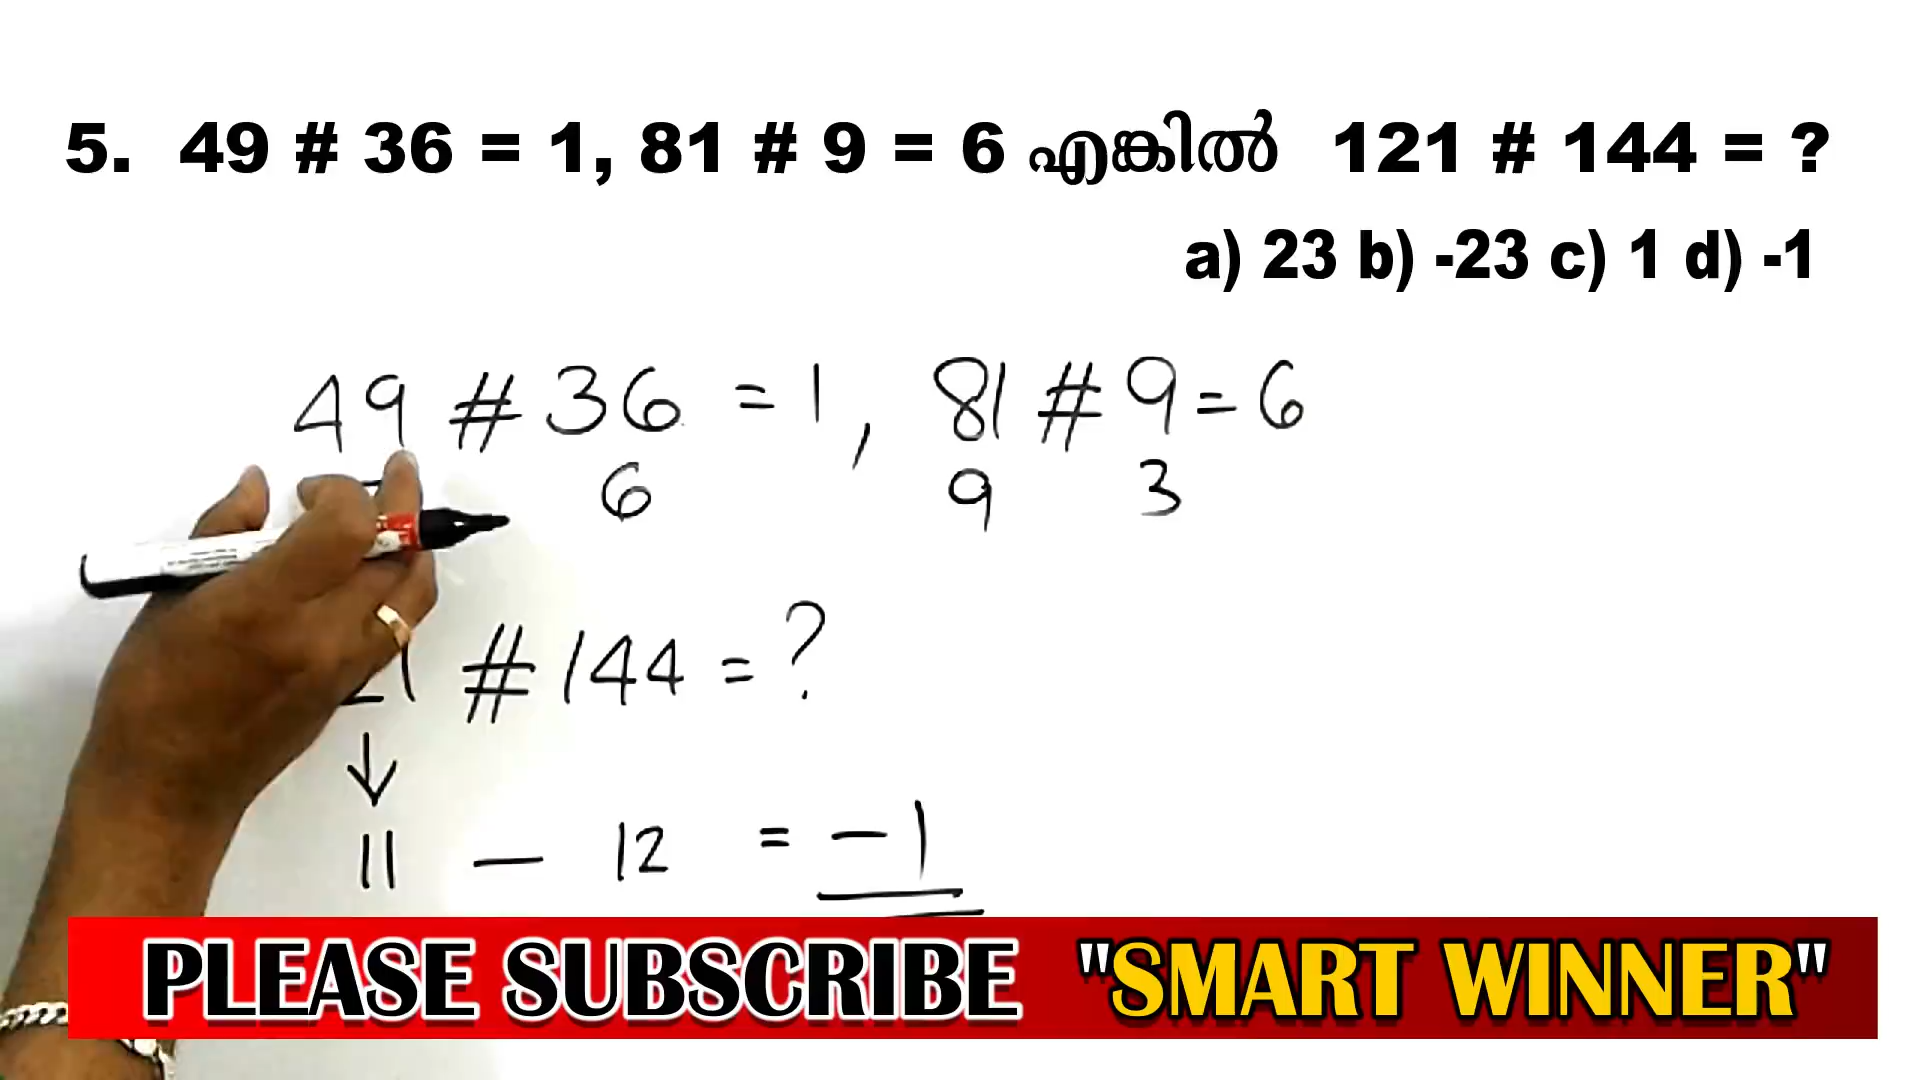 5. 49 # 36 = 1, 81 # 9 = 6 എങ്കിൽ 121 # 144 = ?
a) 23 b) -23 c) 1 d) -1
49 # 36 = 1, 81 # 9 = 6
6 9 3
# 144 = ?
11 — 12 = -1
PLEASE SUBSCRIBE "SMART WINNER"